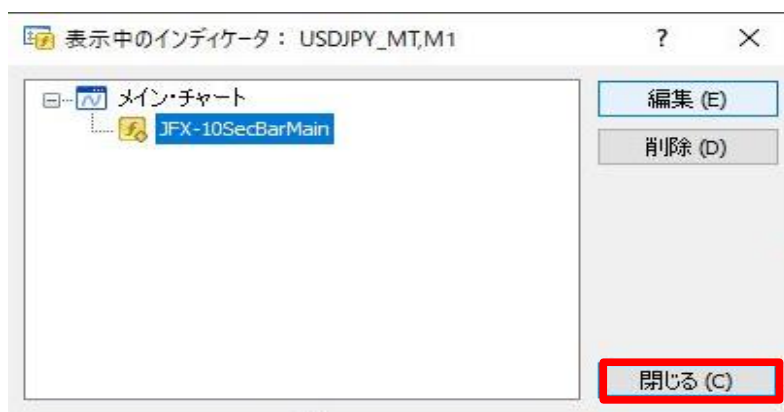 表示中のインディケータ： USDJPY_MT,M1
? ×
メイン・チャート
JFX-10SecBarMain
編集 (E)
削除 (D)
閉じる (C)